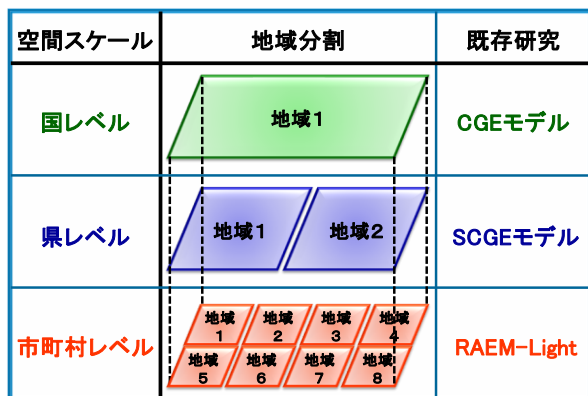 空間スケール 地域分割 既存研究
国レベル 地域1 CGEモデル
県レベル 地域1 地域2 SCGEモデル
市町村レベル RAEM-Light
地域 地域 地域 地域
1 2 3 4
地域 地域 地域 地域
5 6 7 8